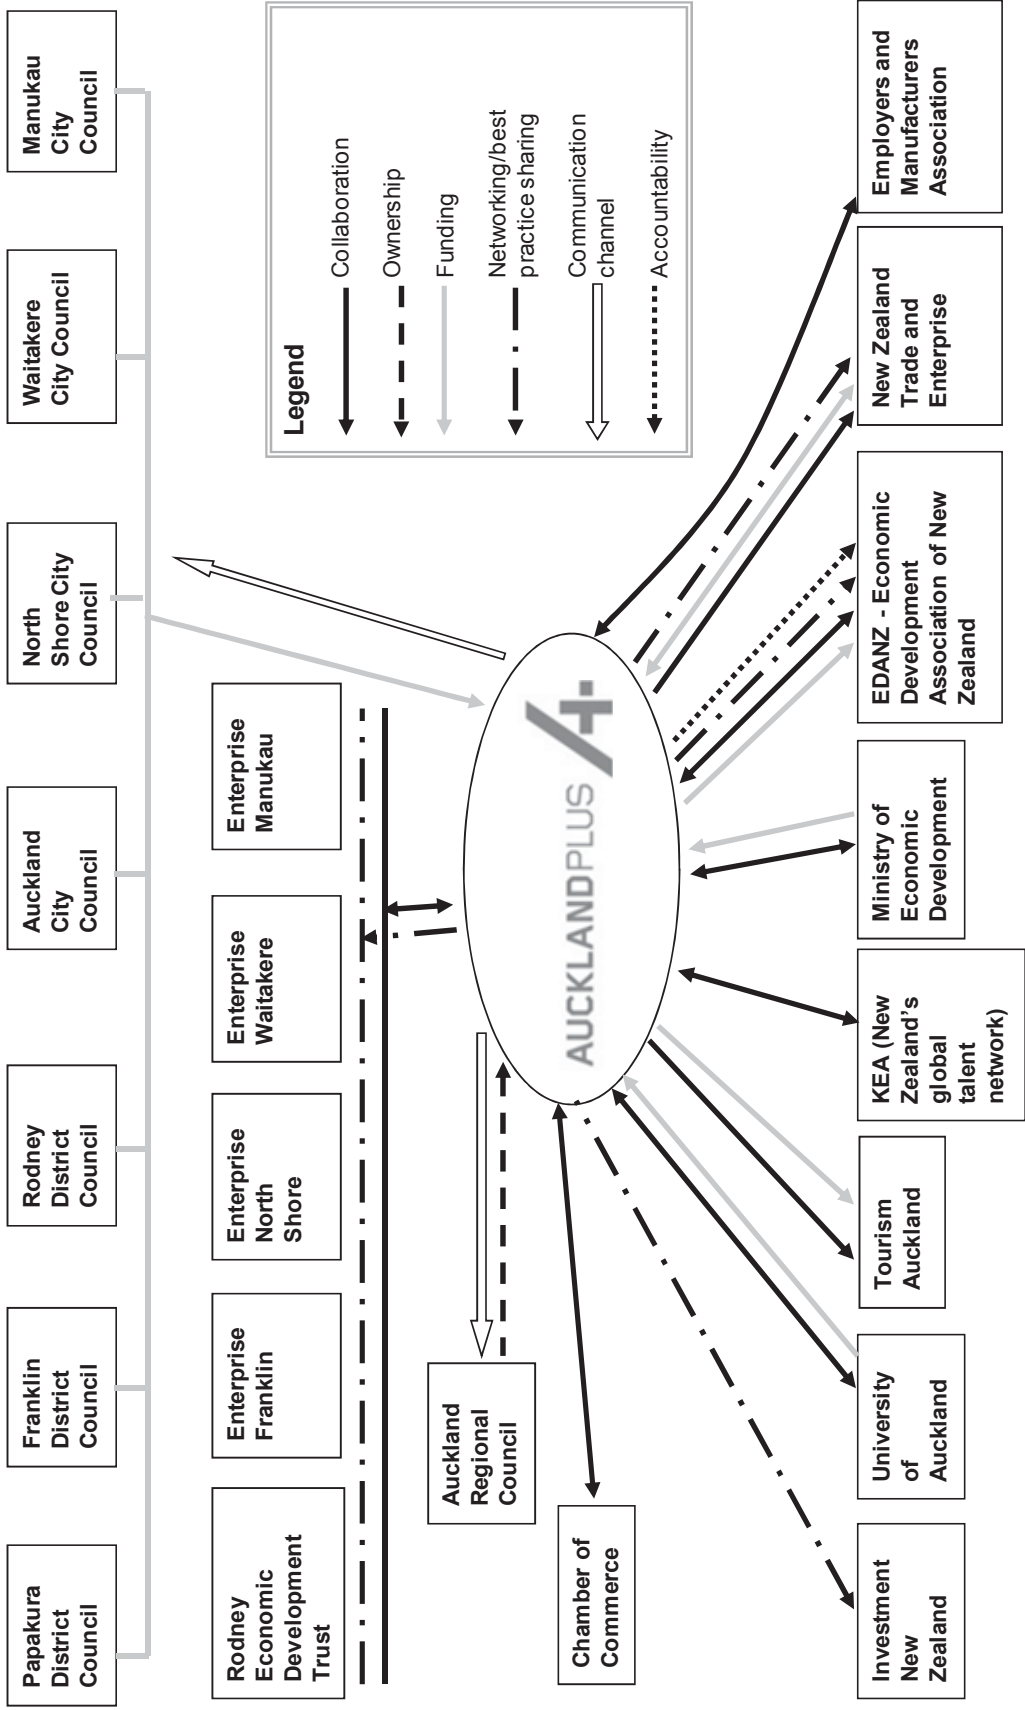 Papakura
District
Council
Franklin
District
Council
Rodney
District
Council
Auckland
City
Council
North
Shore City
Council
Waitakere
City Council
Manukau
City
Council
Rodney
Economic
Development
Trust
Enterprise
Franklin
Enterprise
North
Shore
Enterprise
Waitakere
Enterprise
Manukau
Legend
Collaboration
Ownership
Funding
Networking/best
practice sharing
Communication
channel
Accountability
Auckland
Regional
Council
Chamber of
Commerce
AUCKLANDPLUS A+
Investment
New
Zealand
University
of
Auckland
Tourism
Auckland
KEA (New
Zealand's
global
talent
network)
Ministry of
Economic
Development
EDANZ - Economic
Development
Association of New
Zealand
New Zealand
Trade and
Enterprise
Employers and
Manufacturers
Association